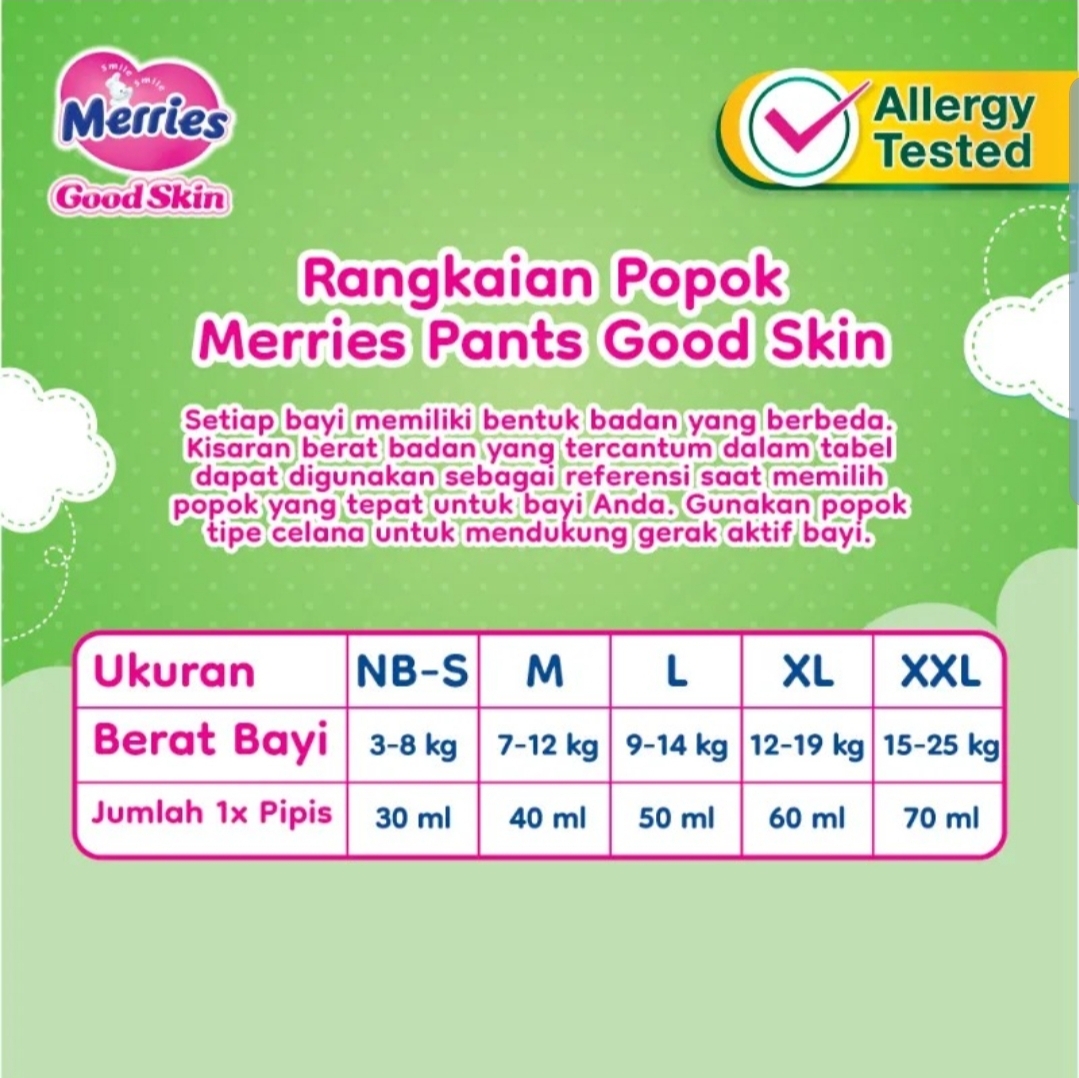 Smile Smile
Merries
Good Skin
Allergy
Tested
Rangkaian Popok
Merries Pants Good Skin
Setiap bayi memiliki bentuk badan yang berbeda.
Kisaran berat badan yang tercantum dalam tabel
dapat digunakan sebagai referensi saat memilih
popok yang tepat untuk bayi Anda. Gunakan popok
tipe celana untuk mendukung gerak aktif bayi.
Ukuran NB-S M L XL XXL
Berat Bayi 3-8 kg 7-12 kg 9-14 kg 12-19 kg 15-25 kg
Jumlah 1x Pipis 30 ml 40 ml 50 ml 60 ml 70 ml